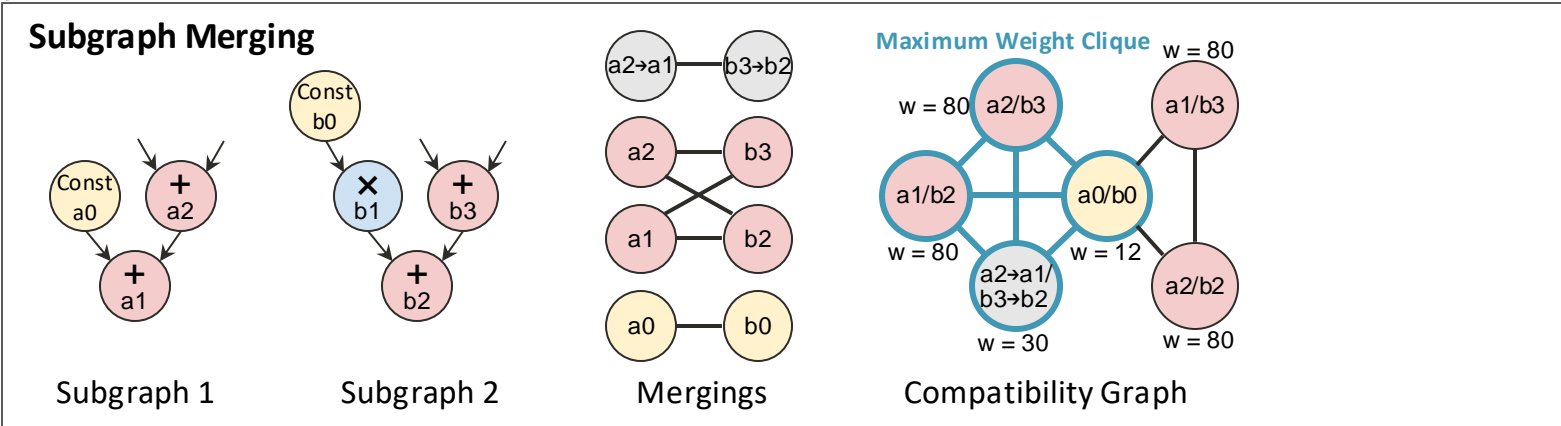 Subgraph Merging
Const
a0
+
a2
+
a1
Subgraph 1
Const
b0
×
b1
+
b3
+
b2
Subgraph 2
a2→a1
b3→b2
a2
b3
a1
b2
a0
b0
Mergings
Maximum Weight Clique
w = 80
w = 80
a2/b3
a1/b3
a1/b2
a0/b0
w = 80
w = 12
a2→a1/
b3→b2
a2/b2
w = 30
w = 80
Compatibility Graph